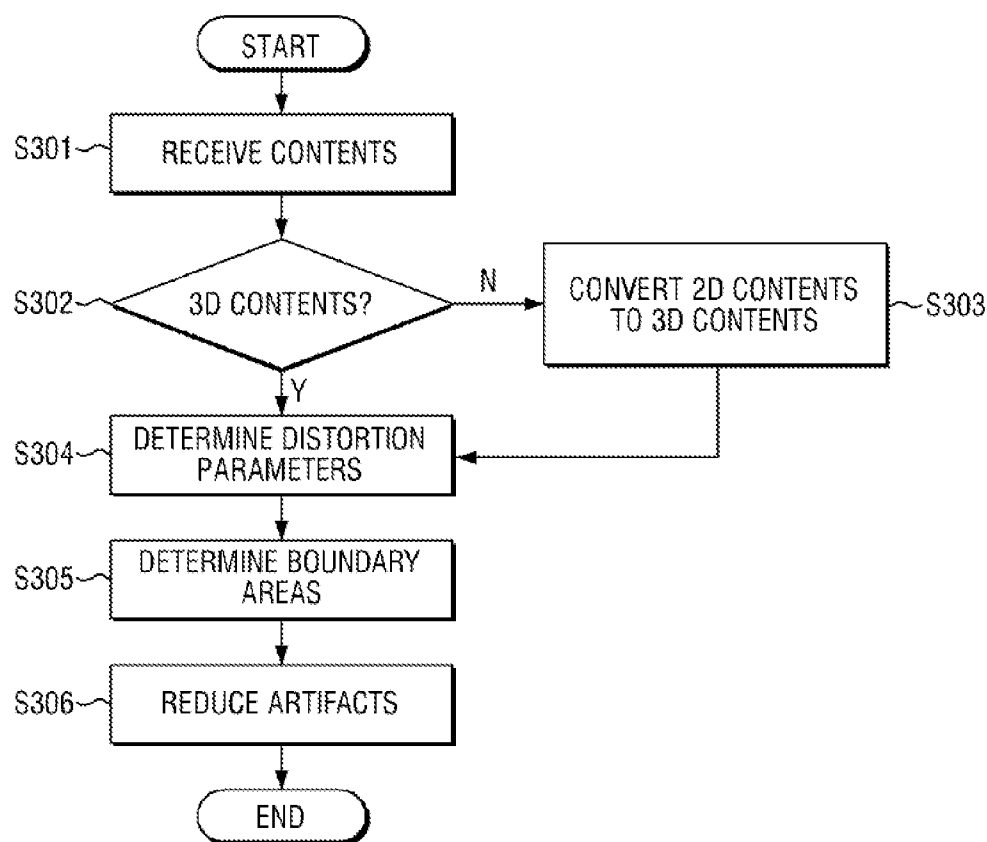 START
S301
RECEIVE CONTENTS
S302
3D CONTENTS?
N
CONVERT 2D CONTENTS
TO 3D CONTENTS
S303
Y
S304
DETERMINE DISTORTION
PARAMETERS
S305
DETERMINE BOUNDARY
AREAS
S306
REDUCE ARTIFACTS
END